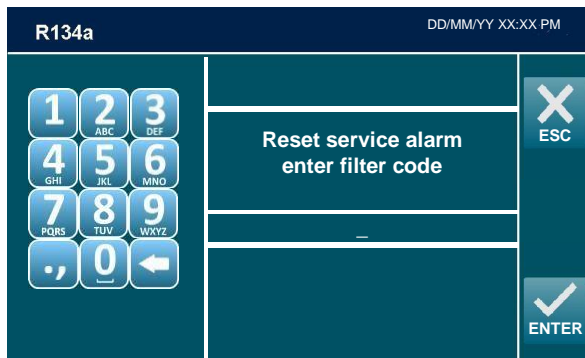 R134a
DD/MM/YY XX:XX PM
1
2
ABC
3
DEF
4
GHI
5
JKL
6
MNO
7
PQRS
8
TUV
9
WXYZ
.,
0
Reset service alarm
enter filter code
_
ESC
ENTER